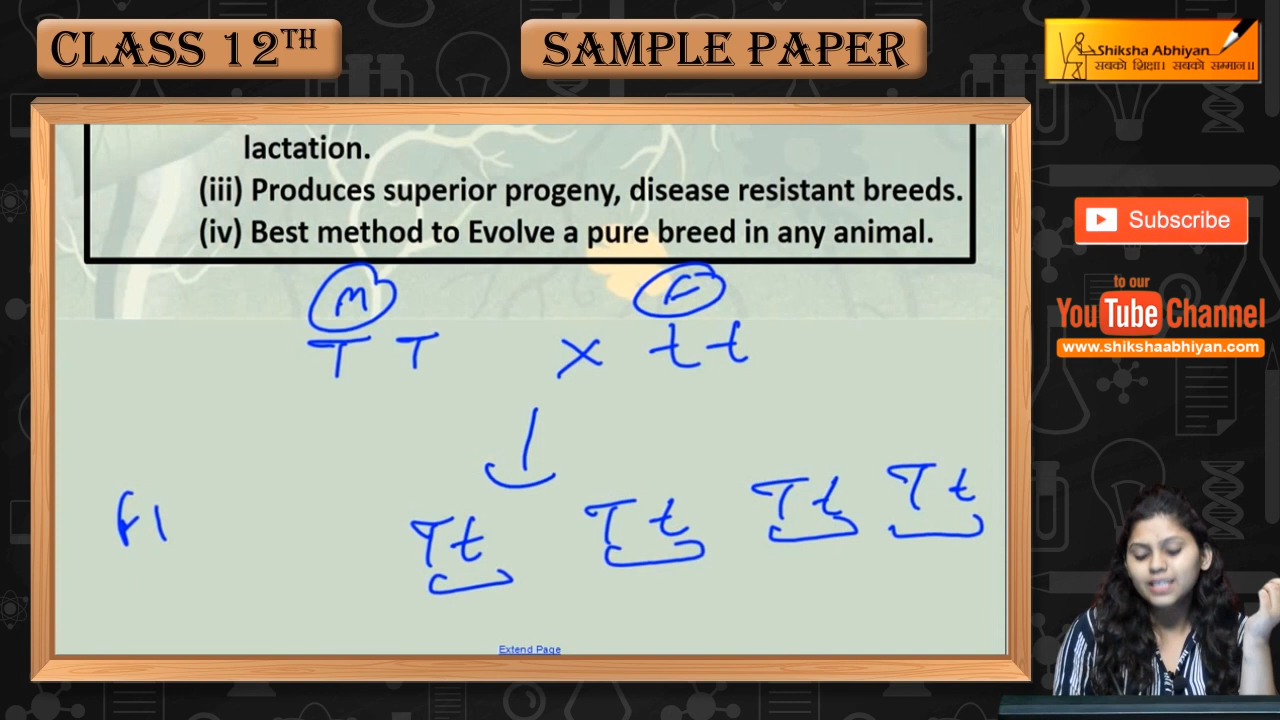 CLASS 12TH
SAMPLE PAPER
Shiksha Abhiyan
सबको शिक्षा। सबको सम्मान॥
lactation.
(iii) Produces superior progeny, disease resistant breeds.
(iv) Best method to Evolve a pure breed in any animal.
M F
T T × t t
F1 Tt Tt Tt Tt
Extend Page
Subscribe
to our
YouTube Channel
www.shikshaabhiyan.com